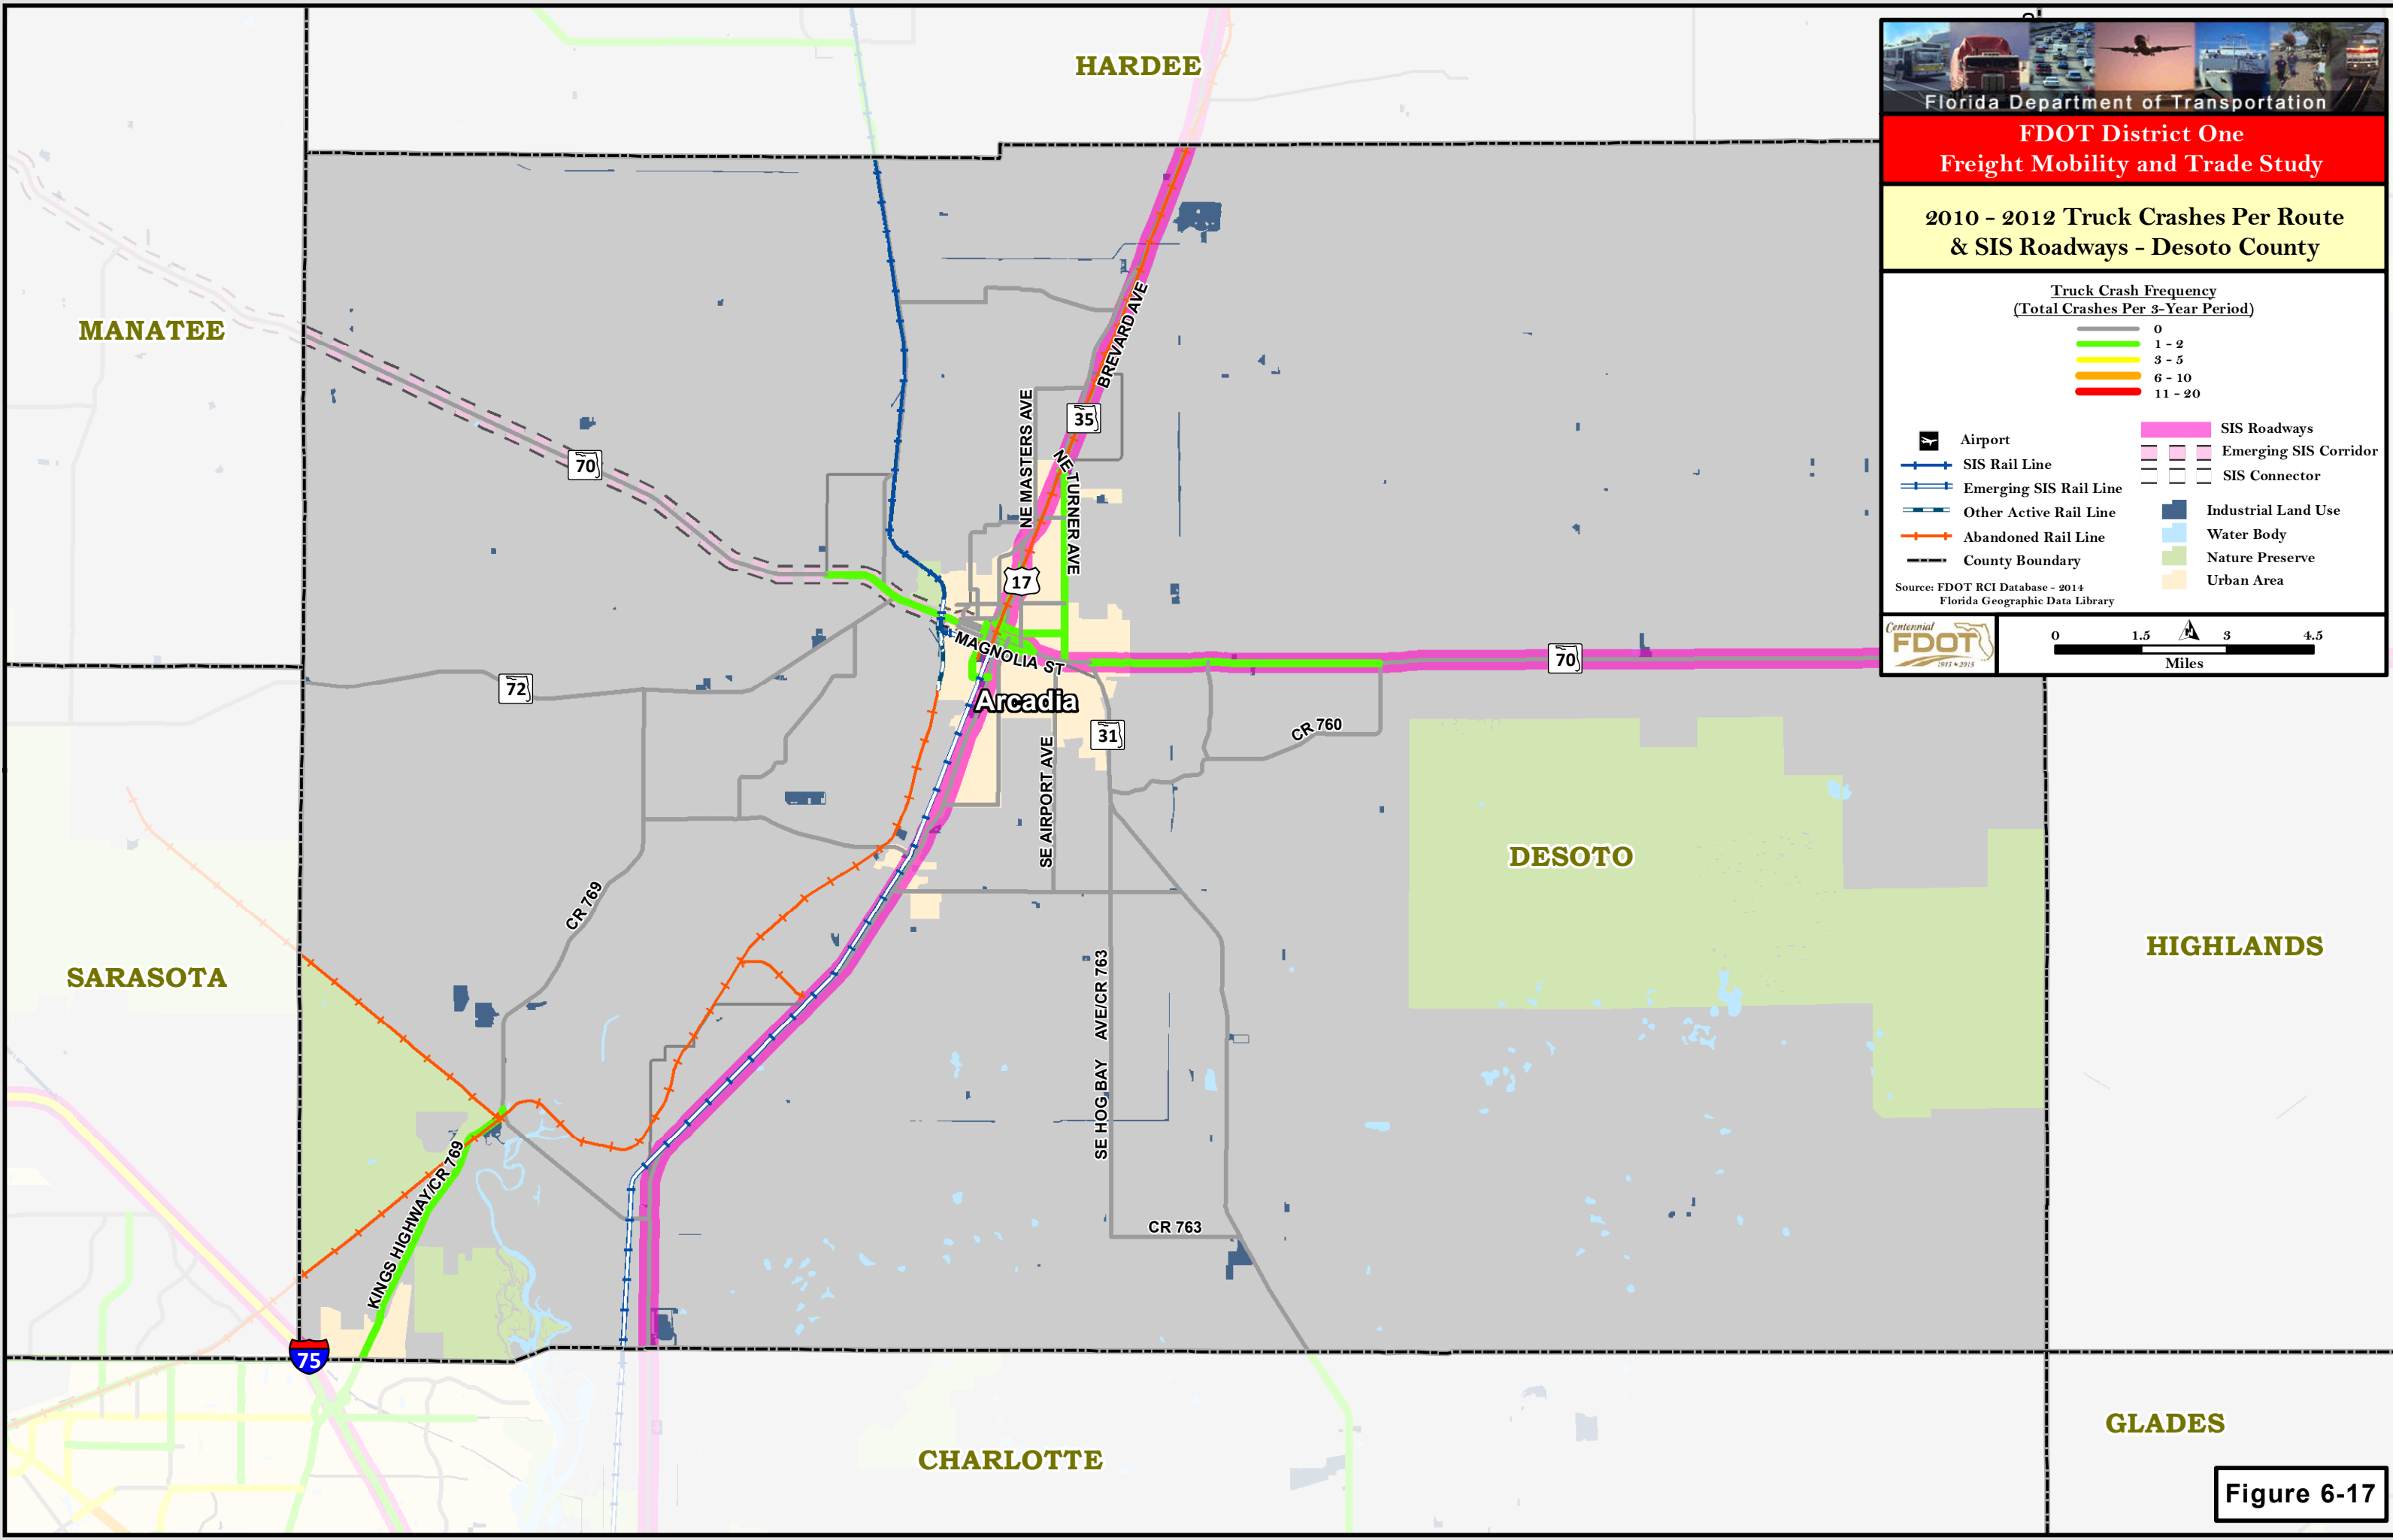 HARDEE
MANATEE
SARASOTA
DESOTO
HIGHLANDS
CHARLOTTE
GLADES
Arcadia
BREVARD AVE
NE MASTERS AVE
NE TURNER AVE
MAGNOLIA ST
SE AIRPORT AVE
SE HOG BAY AVE/CR 763
CR 763
CR 760
CR 769
KINGS HIGHWAY/CR 769
35
17
70
70
72
31
75
Florida Department of Transportation
FDOT District One
Freight Mobility and Trade Study
2010 - 2012 Truck Crashes Per Route
& SIS Roadways - Desoto County
Truck Crash Frequency
(Total Crashes Per 3-Year Period)
0
1 - 2
3 - 5
6 - 10
11 - 20
Airport
SIS Rail Line
Emerging SIS Rail Line
Other Active Rail Line
Abandoned Rail Line
County Boundary
SIS Roadways
Emerging SIS Corridor
SIS Connector
Industrial Land Use
Water Body
Nature Preserve
Urban Area
Source: FDOT RCI Database - 2014
Florida Geographic Data Library
Centennial
FDOT
1915 ★ 2015
0 1.5 3 4.5
Miles
Figure 6-17